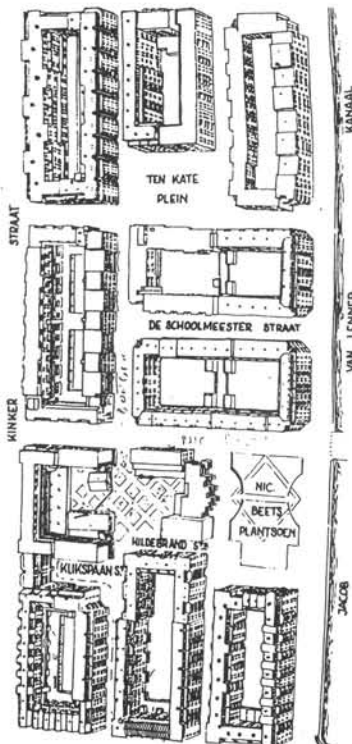 TEN KATE
PLEIN
KANAAL
STRAAT
DE SCHOOLMEESTER STRAAT
VAN LENNEP
KINKER
NIC.
BEETS
PLANTSOEN
HILDEBRAND ST.
KLIKSPAAN ST.
JACOB